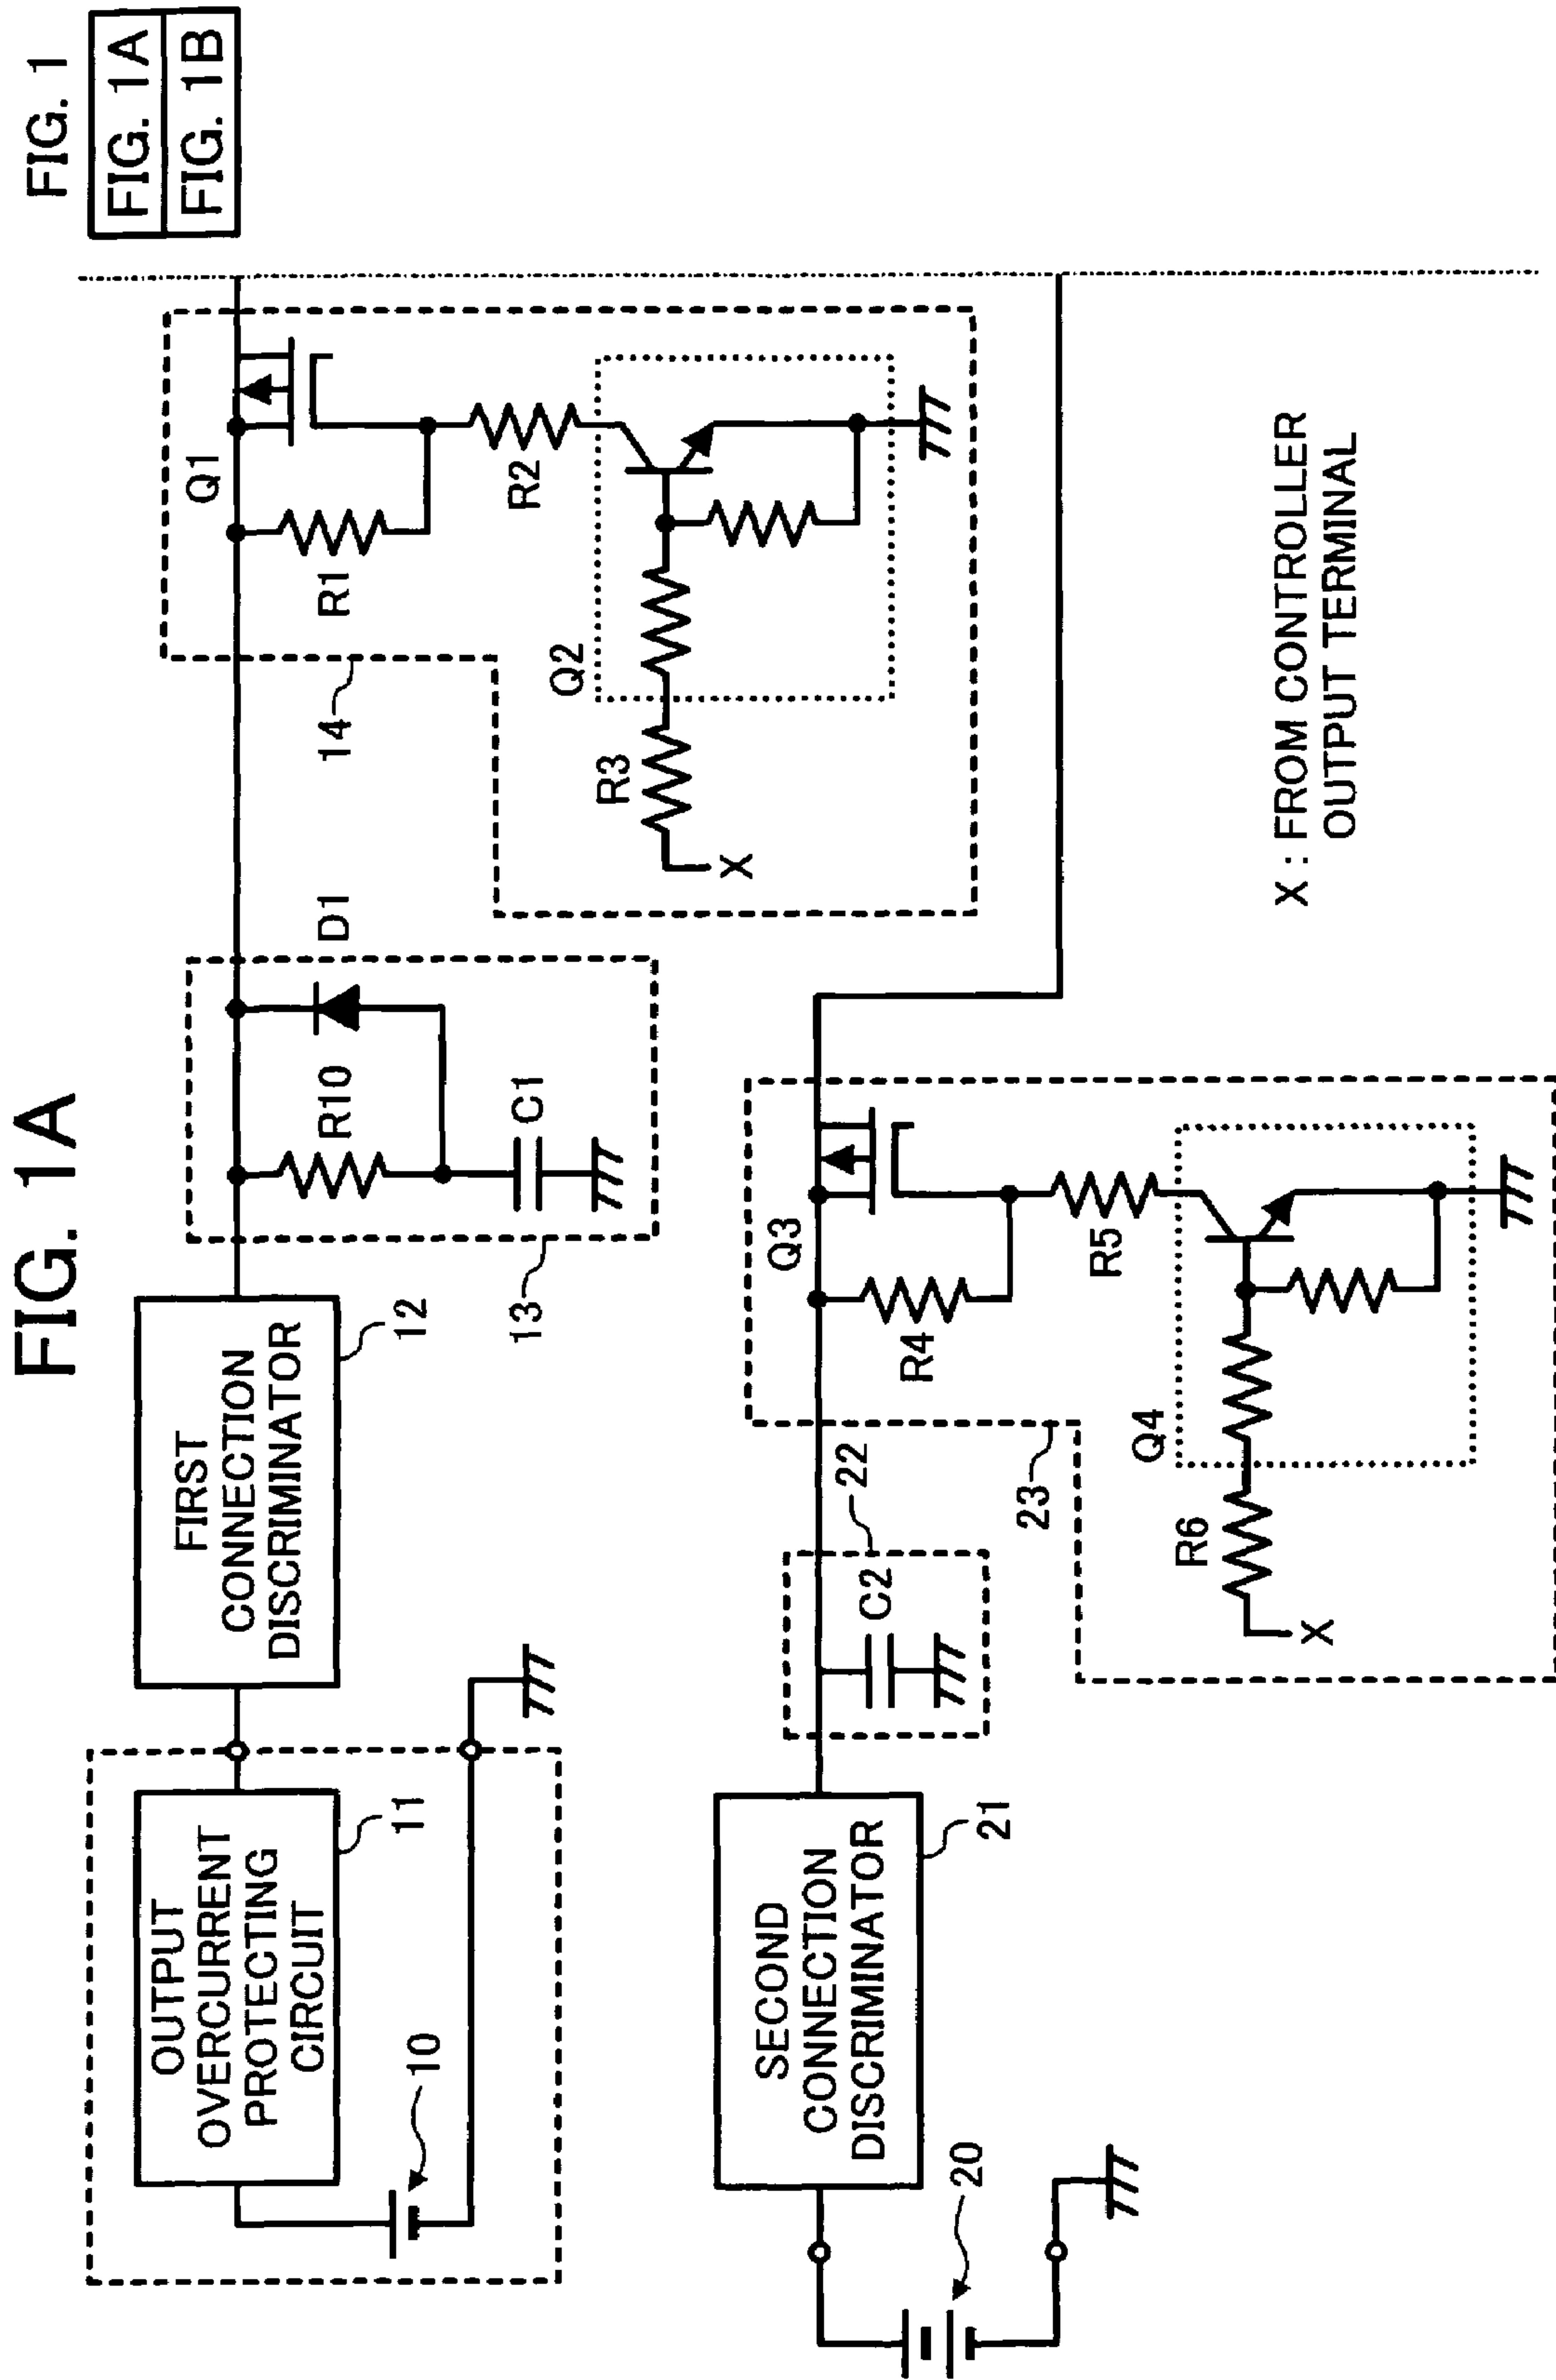 FIG. 1A
FIG. 1
FIG. 1A
FIG. 1B
OUTPUT
OVERCURRENT
PROTECTING
CIRCUIT
11
10
FIRST
CONNECTION
DISCRIMINATOR
12
R10
D1
C1
13
14
Q1
R1
R2
Q2
R3
X
SECOND
CONNECTION
DISCRIMINATOR
21
20
22
C2
23
Q3
R4
R5
Q4
R6
X
X : FROM CONTROLLER
OUTPUT TERMINAL